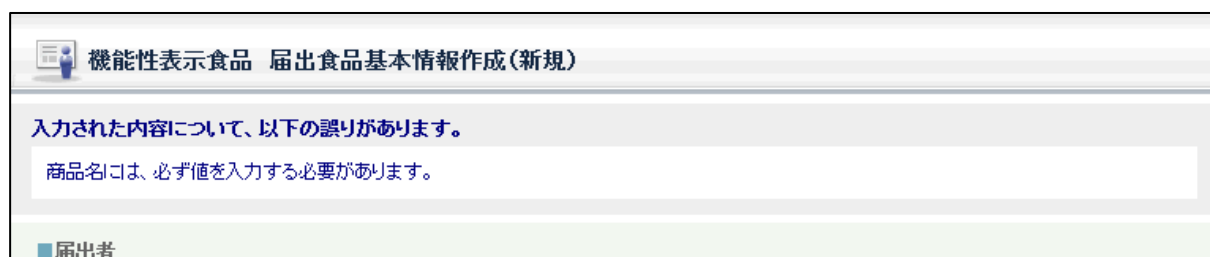 機能性表示食品 届出食品基本情報作成(新規)
入力された内容について、以下の誤りがあります。
商品名には、必ず値を入力する必要があります。
■届出者